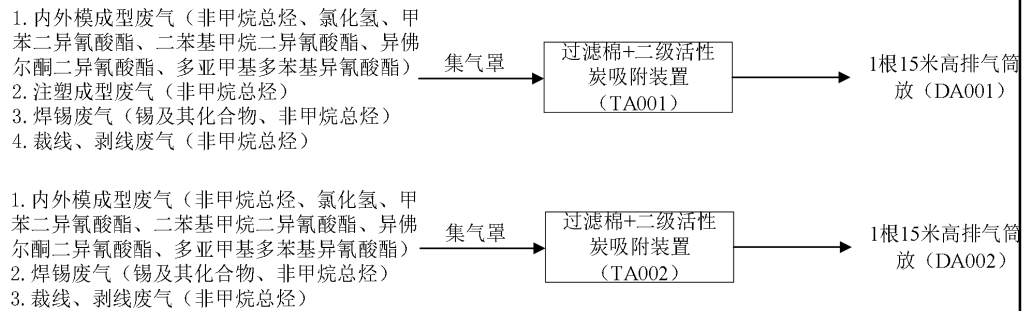 1.内外模成型废气（非甲烷总烃、氯化氢、甲
苯二异氰酸酯、二苯基甲烷二异氰酸酯、异佛
尔酮二异氰酸酯、多亚甲基多苯基异氰酸酯）
2.注塑成型废气（非甲烷总烃）
3.焊锡废气（锡及其化合物、非甲烷总烃）
4.裁线、剥线废气（非甲烷总烃）
集气罩
过滤棉+二级活性
炭吸附装置
（TA001）
1根15米高排气筒
放（DA001）
1.内外模成型废气（非甲烷总烃、氯化氢、甲
苯二异氰酸酯、二苯基甲烷二异氰酸酯、异佛
尔酮二异氰酸酯、多亚甲基多苯基异氰酸酯）
2.焊锡废气（锡及其化合物、非甲烷总烃）
3.裁线、剥线废气（非甲烷总烃）
集气罩
过滤棉+二级活性
炭吸附装置
（TA002）
1根15米高排气筒
放（DA002）